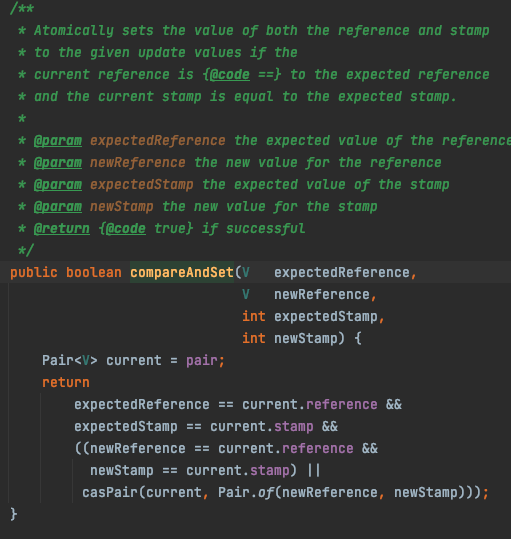 /**
 * Atomically sets the value of both the reference and stamp
 * to the given update values if the
 * current reference is {@code ==} to the expected reference
 * and the current stamp is equal to the expected stamp.
 *
 * @param expectedReference the expected value of the reference
 * @param newReference the new value for the reference
 * @param expectedStamp the expected value of the stamp
 * @param newStamp the new value for the stamp
 * @return {@code true} if successful
 */
public boolean compareAndSet(V   expectedReference,
                             V   newReference,
                             int expectedStamp,
                             int newStamp) {
    Pair<V> current = pair;
    return
        expectedReference == current.reference &&
        expectedStamp == current.stamp &&
        ((newReference == current.reference &&
          newStamp == current.stamp) ||
         casPair(current, Pair.of(newReference, newStamp)));
}